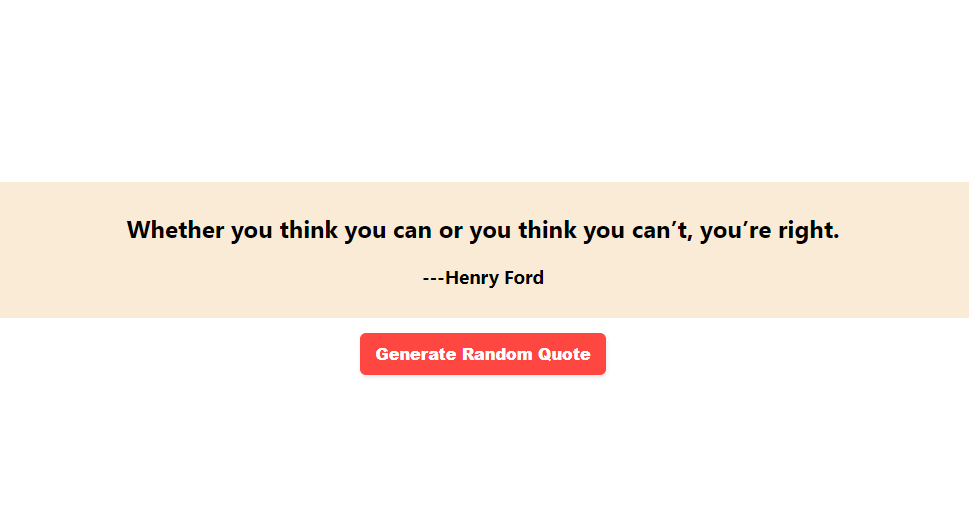 Whether you think you can or you think you can’t, you’re right.
---Henry Ford
Generate Random Quote